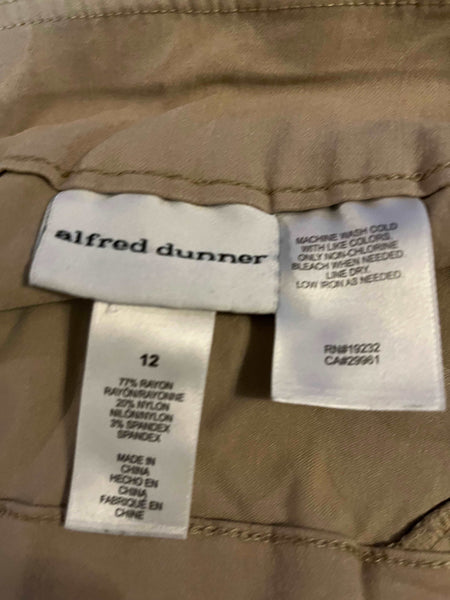 alfred dunner
12
77% RAYON
RAYON/RAYONNE
20% NYLON
NILÓN/NYLON
3% SPANDEX
SPANDEX
MADE IN
CHINA
HECHO EN
CHINA
FABRIQUÉ EN
CHINE
MACHINE WASH COLD
WITH LIKE COLORS.
ONLY NON-CHLORINE
BLEACH WHEN NEEDED.
LINE DRY.
LOW IRON AS NEEDED.
RN#19232
CA#29961